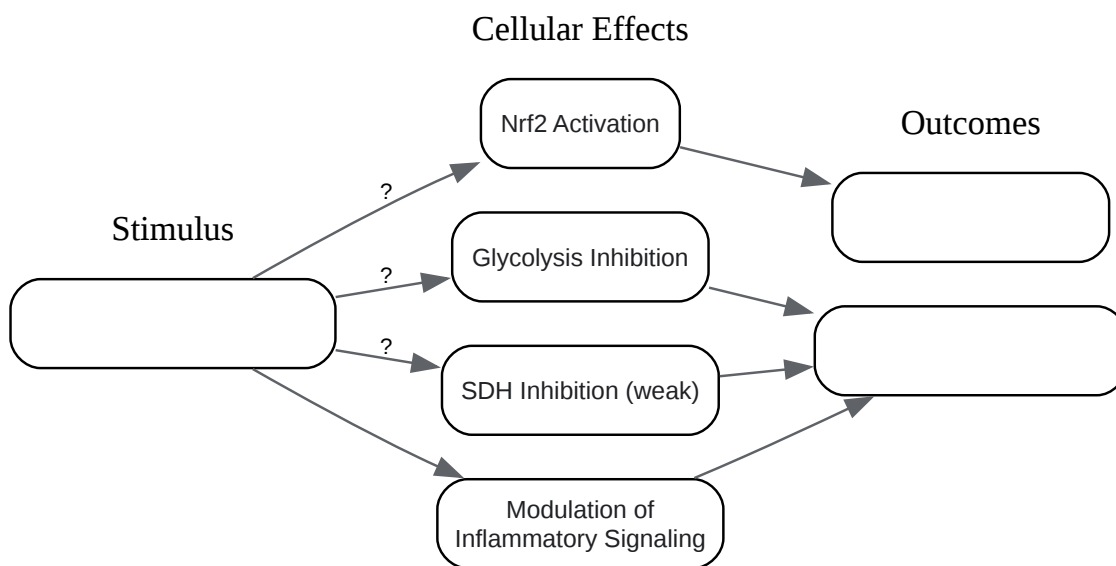 Cellular Effects
Nrf2 Activation
Outcomes
?
Stimulus
Glycolysis Inhibition
?
?
SDH Inhibition (weak)
Modulation of
Inflammatory Signaling